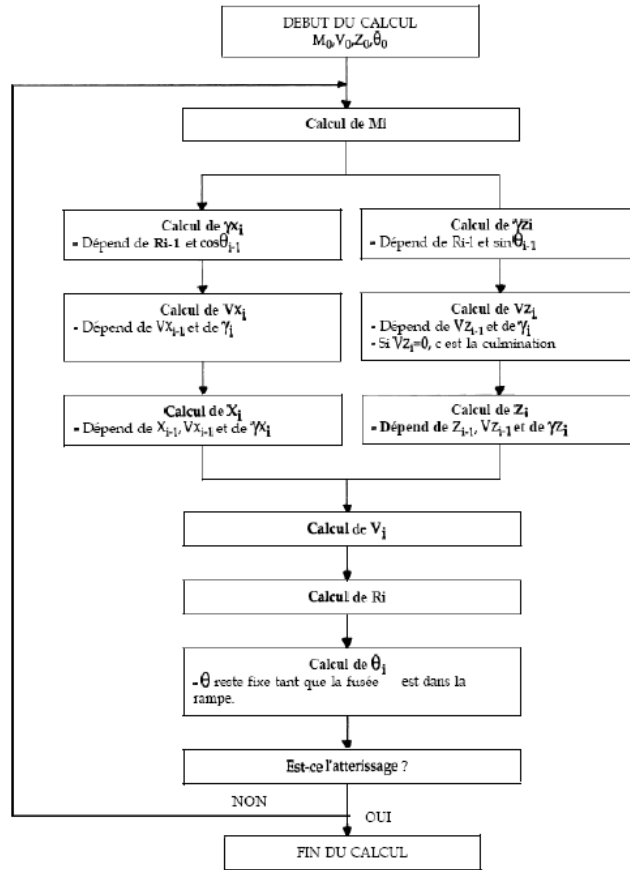 DEBUT DU CALCUL
M₀,V₀,Z₀,θ̂₀
Calcul de Mi
Calcul de γxᵢ
- Dépend de Ri-1 et cosθ̂ᵢ₋₁
Calcul de γzᵢ
- Dépend de Ri-1 et sin θ̂ᵢ₋₁
Calcul de Vxᵢ
- Dépend de Vxᵢ₋₁ et de γᵢ
Calcul de Vzᵢ
- Dépend de Vzᵢ₋₁ et de γᵢ
- Si Vzᵢ=0, c est la culmination
Calcul de Xᵢ
- Dépend de Xᵢ₋₁, Vxᵢ₋₁ et de γxᵢ
Calcul de Zᵢ
- Dépend de Zᵢ₋₁, Vzᵢ₋₁ et de γzᵢ
Calcul de Vᵢ
Calcul de Ri
Calcul de θ̂ᵢ
- θ reste fixe tant que la fusée est dans la
rampe.
Est-ce l'atterissage ?
NON
OUI
FIN DU CALCUL